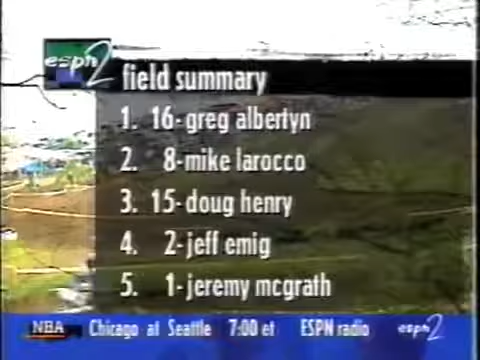 espn2
field summary
1. 16-greg albertyn
2. 8-mike larocco
3. 15-doug henry
4. 2-jeff emig
5. 1-jeremy mcgrath
NBA Chicago at Seattle 7:00 et ESPN radio espn2